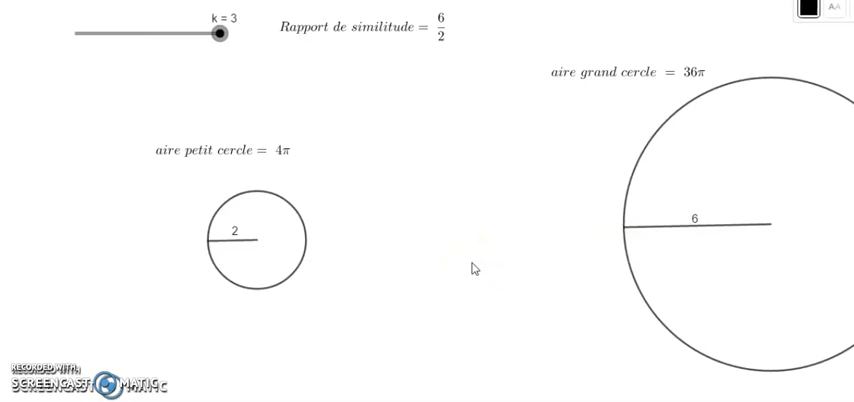 k = 3
Rapport de similitude = 6/2
AA
aire grand cercle = 36π
aire petit cercle = 4π
2
6
RECORDED WITH
SCREENCAST-O-MATIC